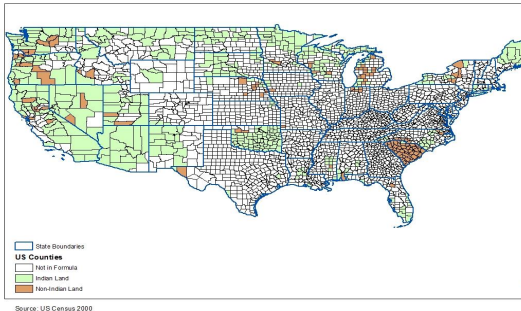 State Boundaries
US Counties
Not in Formula
Indian Land
Non-Indian Land
Source: US Census 2000